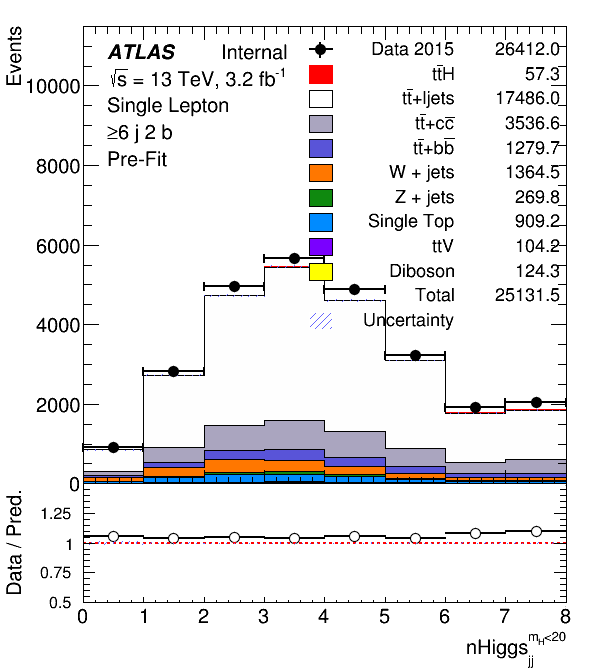 Events
10000
8000
6000
4000
2000
0
ATLAS Internal
√s = 13 TeV, 3.2 fb⁻¹
Single Lepton
≥6 j 2 b
Pre-Fit
Data 2015 26412.0
tt̄H 57.3
tt̄+ljets 17486.0
tt̄+cc̄ 3536.6
tt̄+bb̄ 1279.7
W + jets 1364.5
Z + jets 269.8
Single Top 909.2
ttV 104.2
Diboson 124.3
Total 25131.5
Uncertainty
Data / Pred.
1.25
1
0.75
0.5
0 1 2 3 4 5 6 7 8
nHiggs_jj^{m_H<20}